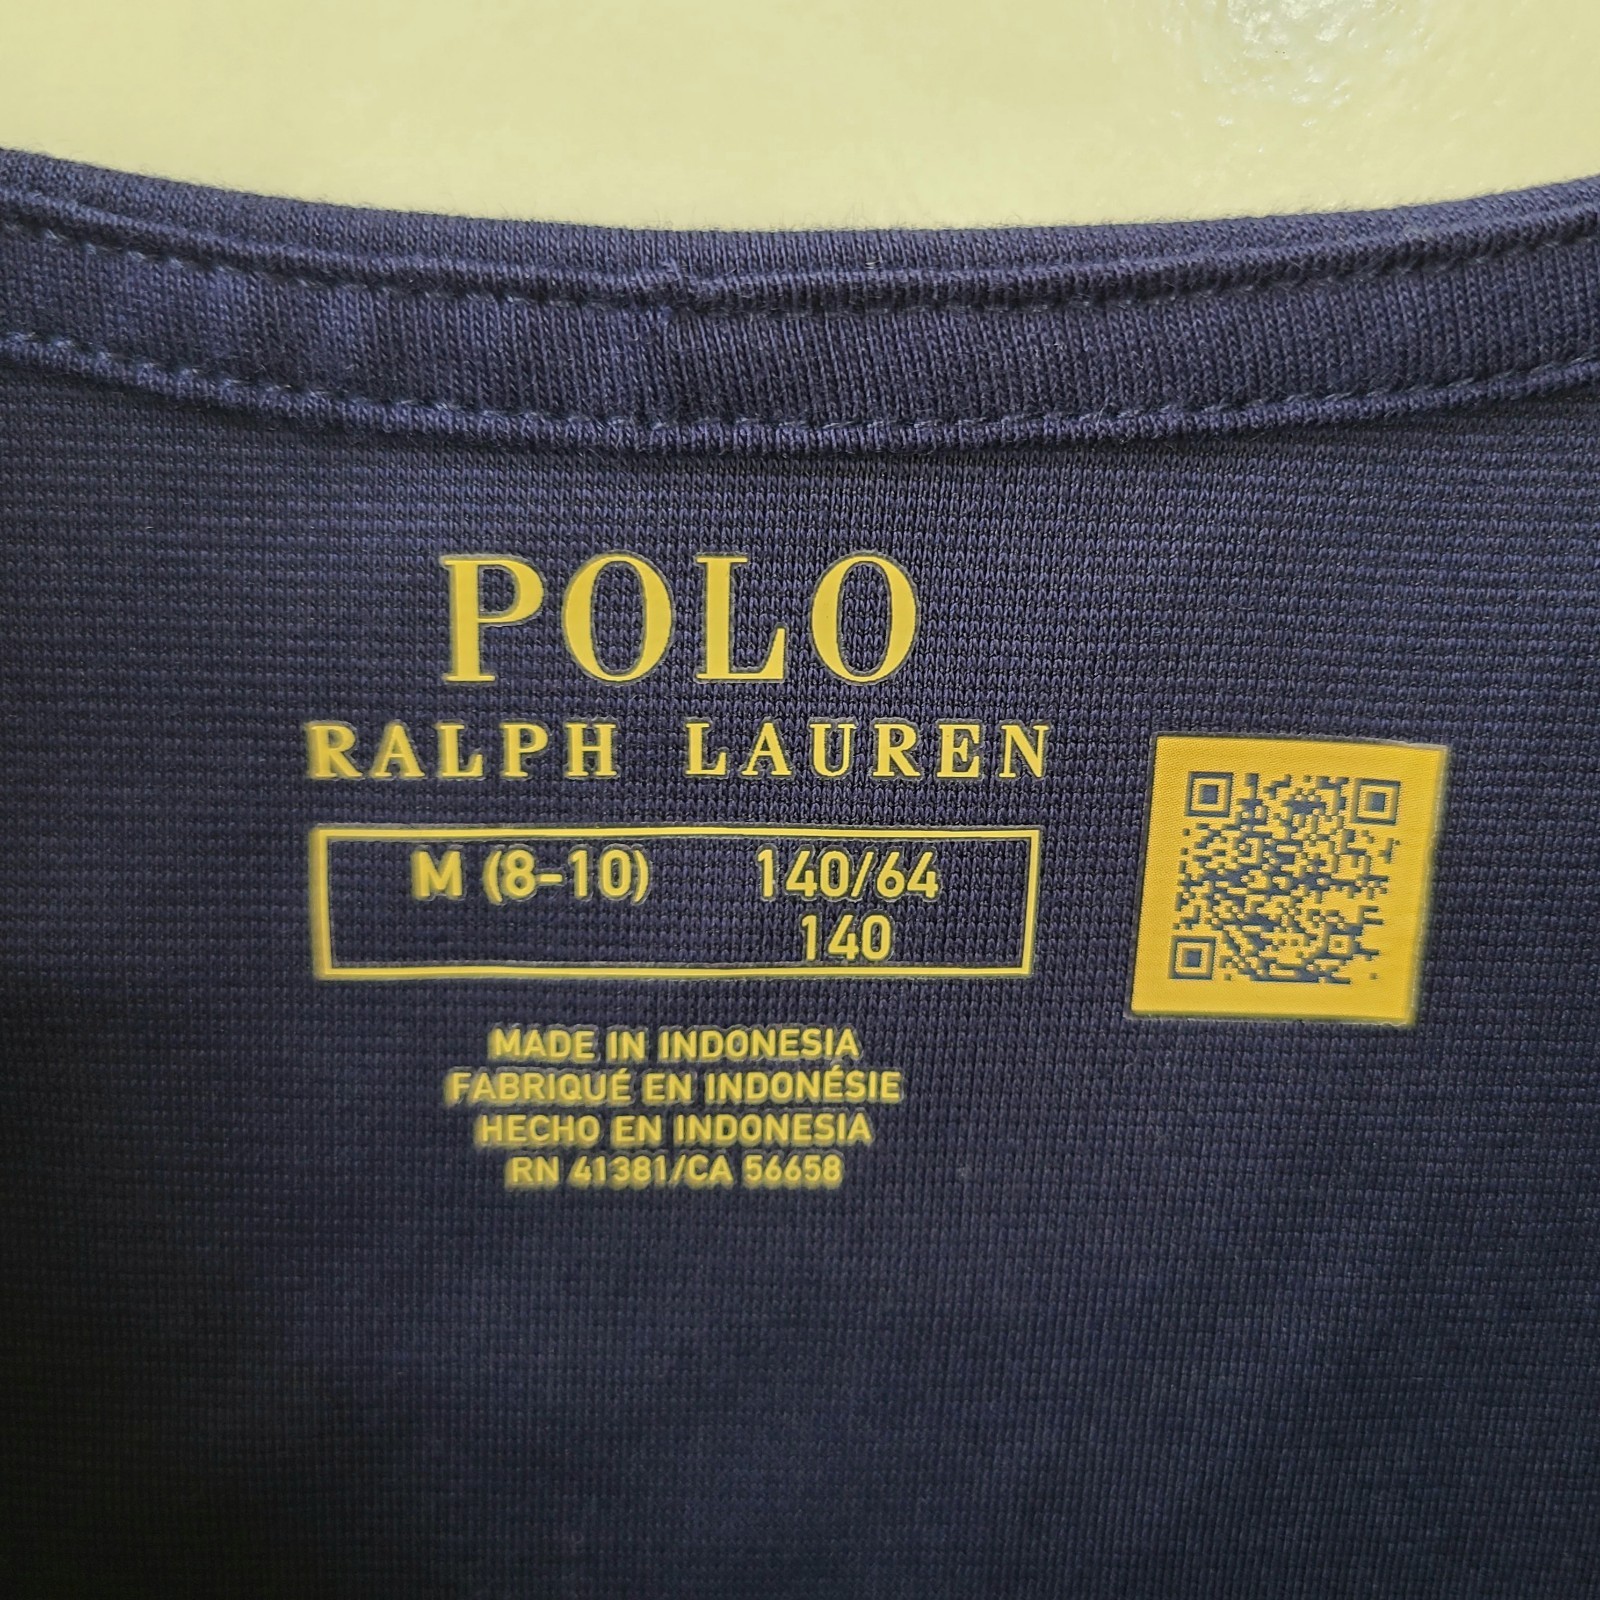 POLO
RALPH LAUREN
M (8-10) 140/64
140
MADE IN INDONESIA
FABRIQUÉ EN INDONÉSIE
HECHO EN INDONESIA
RN 41381/CA 56658